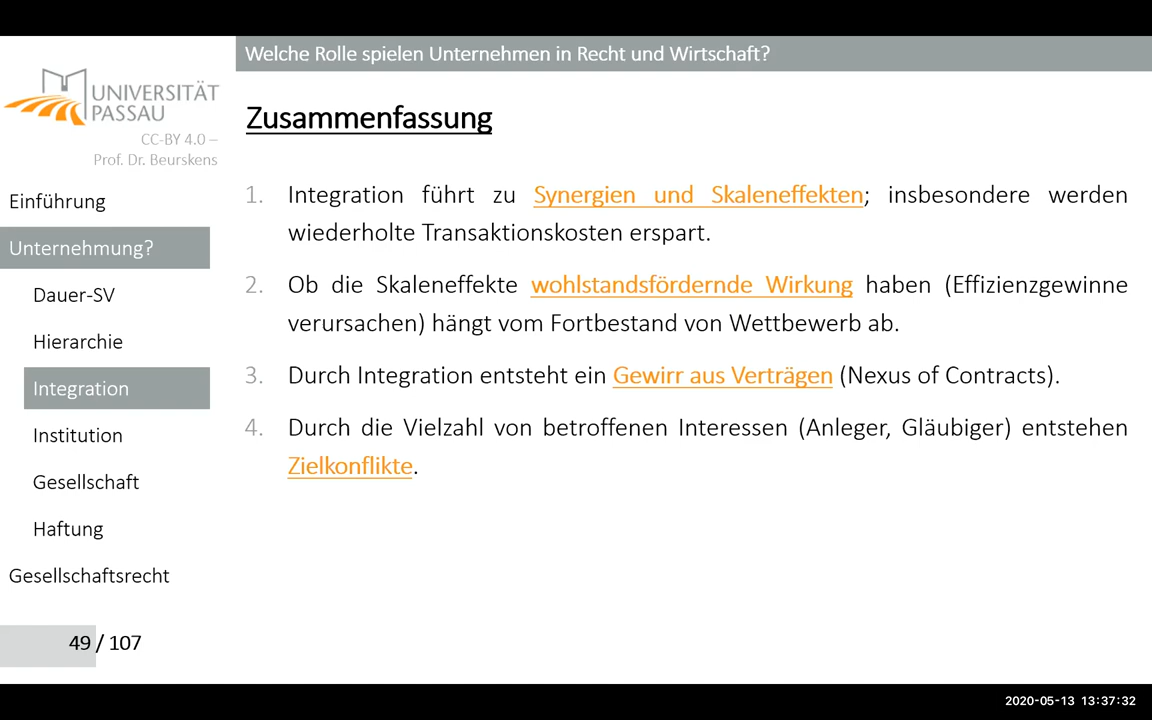 Welche Rolle spielen Unternehmen in Recht und Wirtschaft?
UNIVERSITÄT
PASSAU
CC-BY 4.0 –
Prof. Dr. Beurskens
Einführung
Unternehmung?
Dauer-SV
Hierarchie
Integration
Institution
Gesellschaft
Haftung
Gesellschaftsrecht
49 / 107
Zusammenfassung
1. Integration führt zu Synergien und Skaleneffekten; insbesondere werden
wiederholte Transaktionskosten erspart.
2. Ob die Skaleneffekte wohlstandsfördernde Wirkung haben (Effizienzgewinne
verursachen) hängt vom Fortbestand von Wettbewerb ab.
3. Durch Integration entsteht ein Gewirr aus Verträgen (Nexus of Contracts).
4. Durch die Vielzahl von betroffenen Interessen (Anleger, Gläubiger) entstehen
Zielkonflikte.
2020-05-13 13:37:32